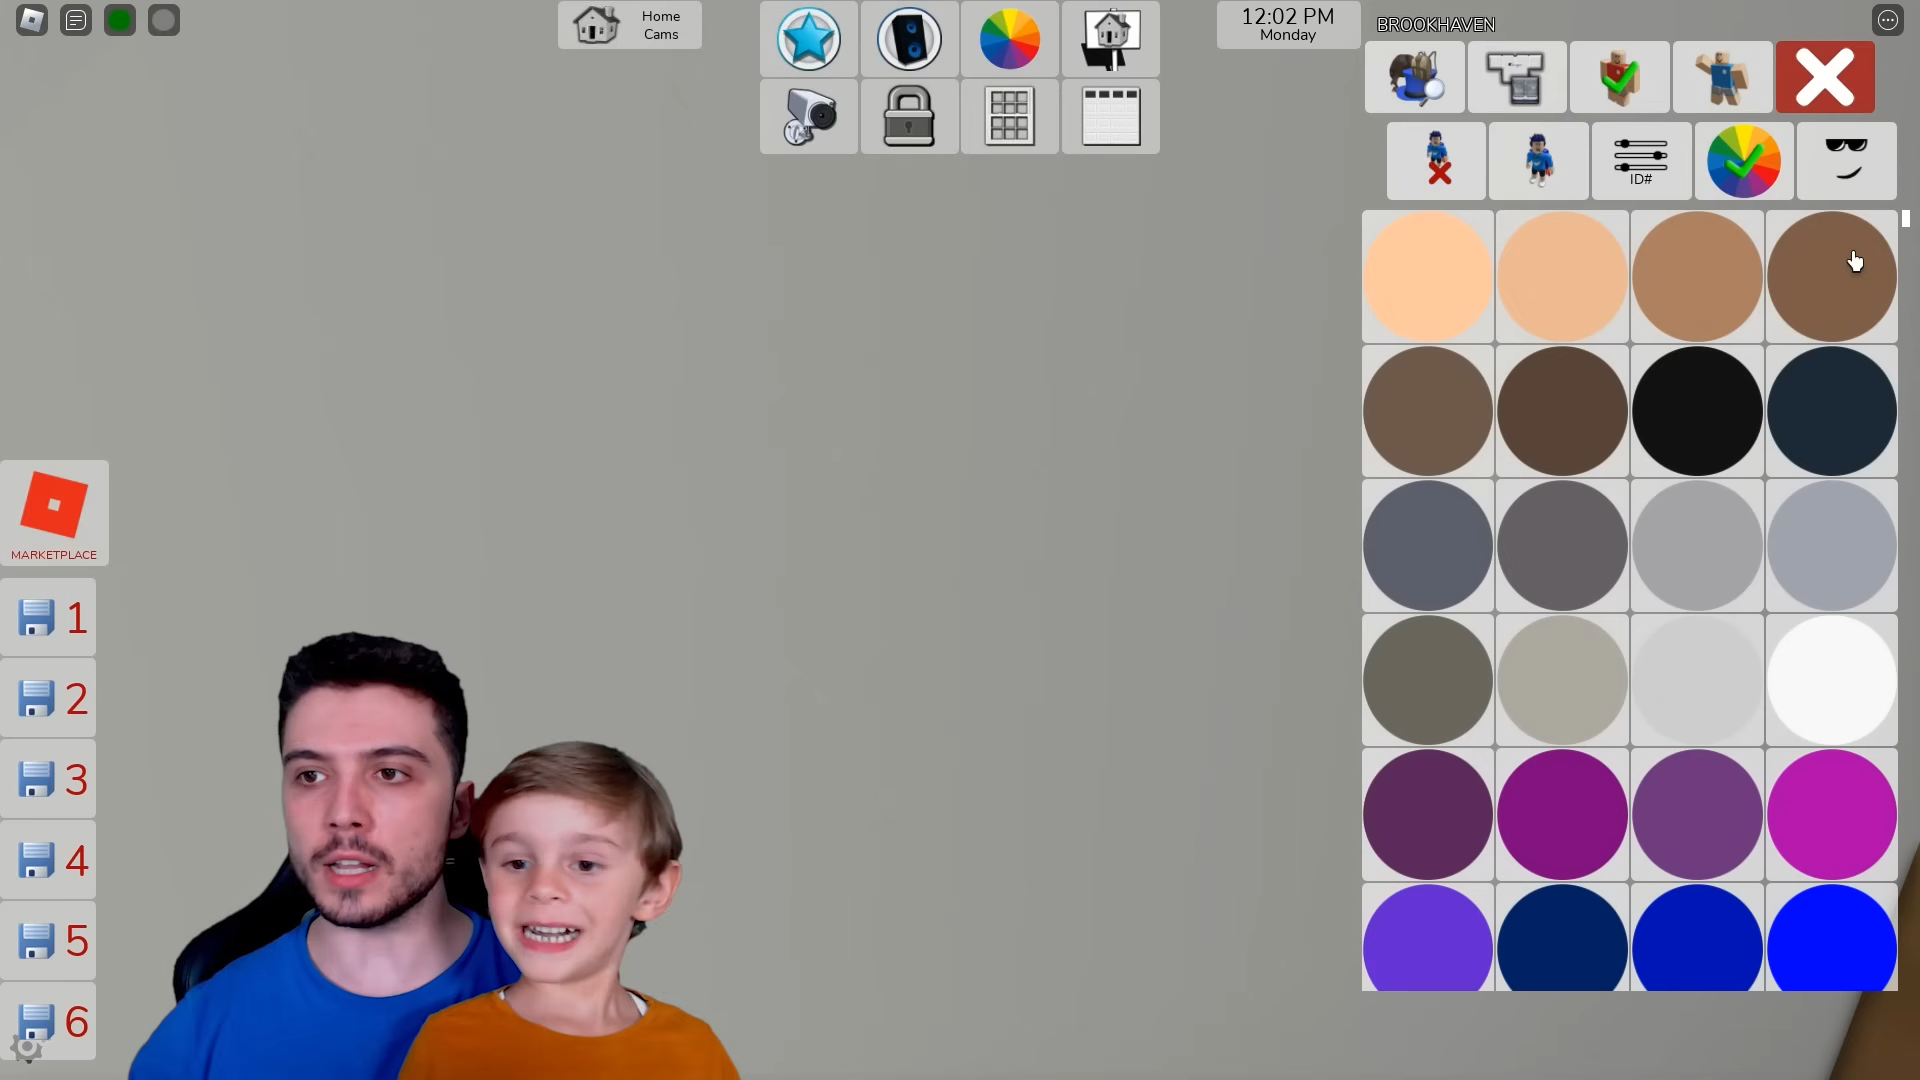 Home
Cams
12:02 PM
Monday
BROOKHAVEN
ID#
MARKETPLACE
1
2
3
4
5
6